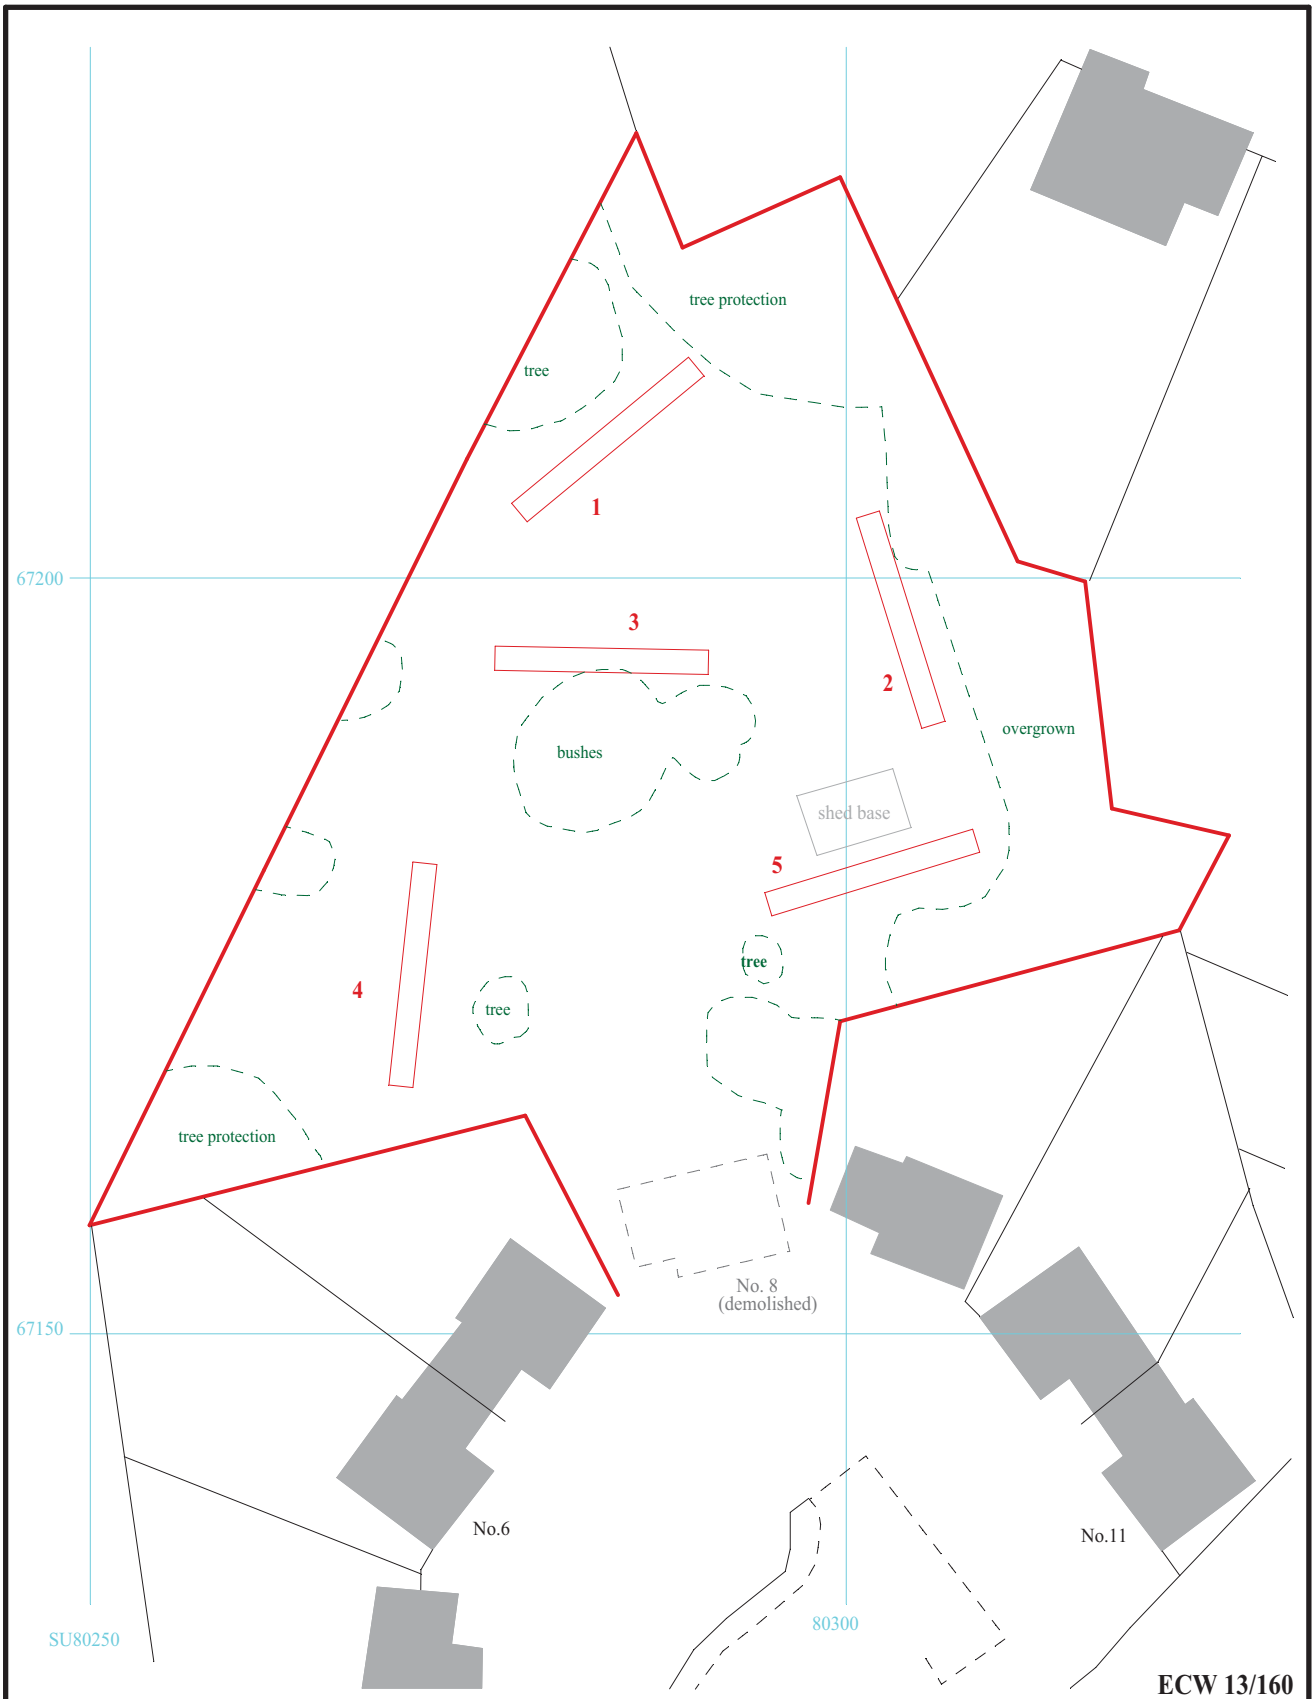 tree protection
tree
1
67200
3
2
overgrown
bushes
shed base
5
tree
4
tree
tree protection
No. 8
(demolished)
67150
No.6
No.11
80300
SU80250
ECW 13/160